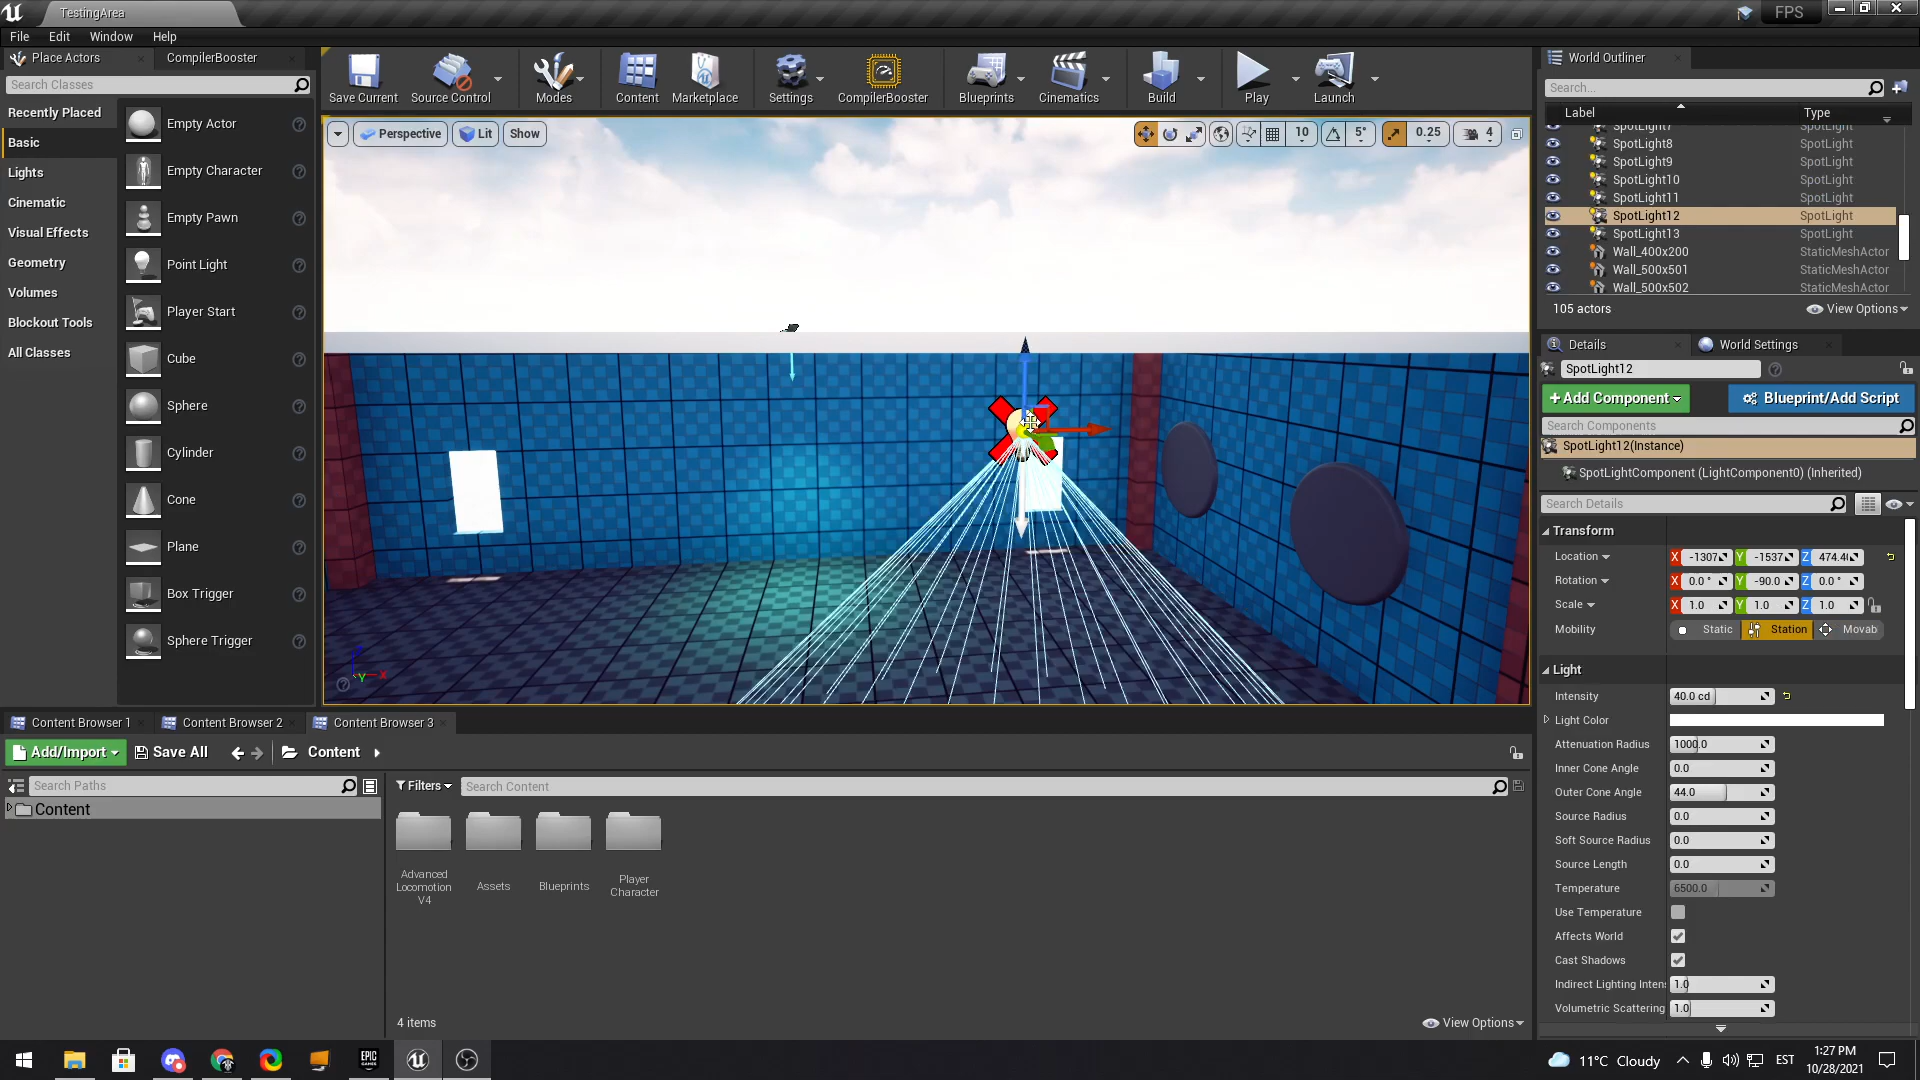 TestingArea
FPS
File Edit Window Help
Place Actors CompilerBooster
Search Classes
Recently Placed
Basic
Lights
Cinematic
Visual Effects
Geometry
Volumes
Blockout Tools
All Classes
Empty Actor
Empty Character
Empty Pawn
Point Light
Player Start
Cube
Sphere
Cylinder
Cone
Plane
Box Trigger
Sphere Trigger
Save Current Source Control Modes Content Marketplace Settings CompilerBooster Blueprints Cinematics Build Play Launch
Perspective Lit Show 10 5° 0.25 4
Y X
World Outliner
Search...
Label Type
SpotLight7 SpotLight
SpotLight8 SpotLight
SpotLight9 SpotLight
SpotLight10 SpotLight
SpotLight11 SpotLight
SpotLight12 SpotLight
SpotLight13 SpotLight
Wall_400x200 StaticMeshActor
Wall_500x501 StaticMeshActor
Wall_500x502 StaticMeshActor
105 actors View Options
Details World Settings
SpotLight12
+Add Component Blueprint/Add Script
Search Components
SpotLight12(Instance)
SpotLightComponent (LightComponent0) (Inherited)
Search Details
Transform
Location X -1307 Y -1537 Z 474.4
Rotation X 0.0 ° Y -90.0 Z 0.0 °
Scale X 1.0 Y 1.0 Z 1.0
Mobility Static Station Movab
Light
Intensity 40.0 cd
Light Color
Attenuation Radius 1000.0
Inner Cone Angle 0.0
Outer Cone Angle 44.0
Source Radius 0.0
Soft Source Radius 0.0
Source Length 0.0
Temperature 6500.0
Use Temperature
Affects World
Cast Shadows
Indirect Lighting Inten 1.0
Volumetric Scattering 1.0
Content Browser 1 Content Browser 2 Content Browser 3
Add/Import Save All Content
Search Paths
Content
Filters Search Content
Advanced Locomotion V4
Assets
Blueprints
Player Character
4 items View Options
EPIC GAMES
11°C Cloudy EST 1:27 PM
10/28/2021